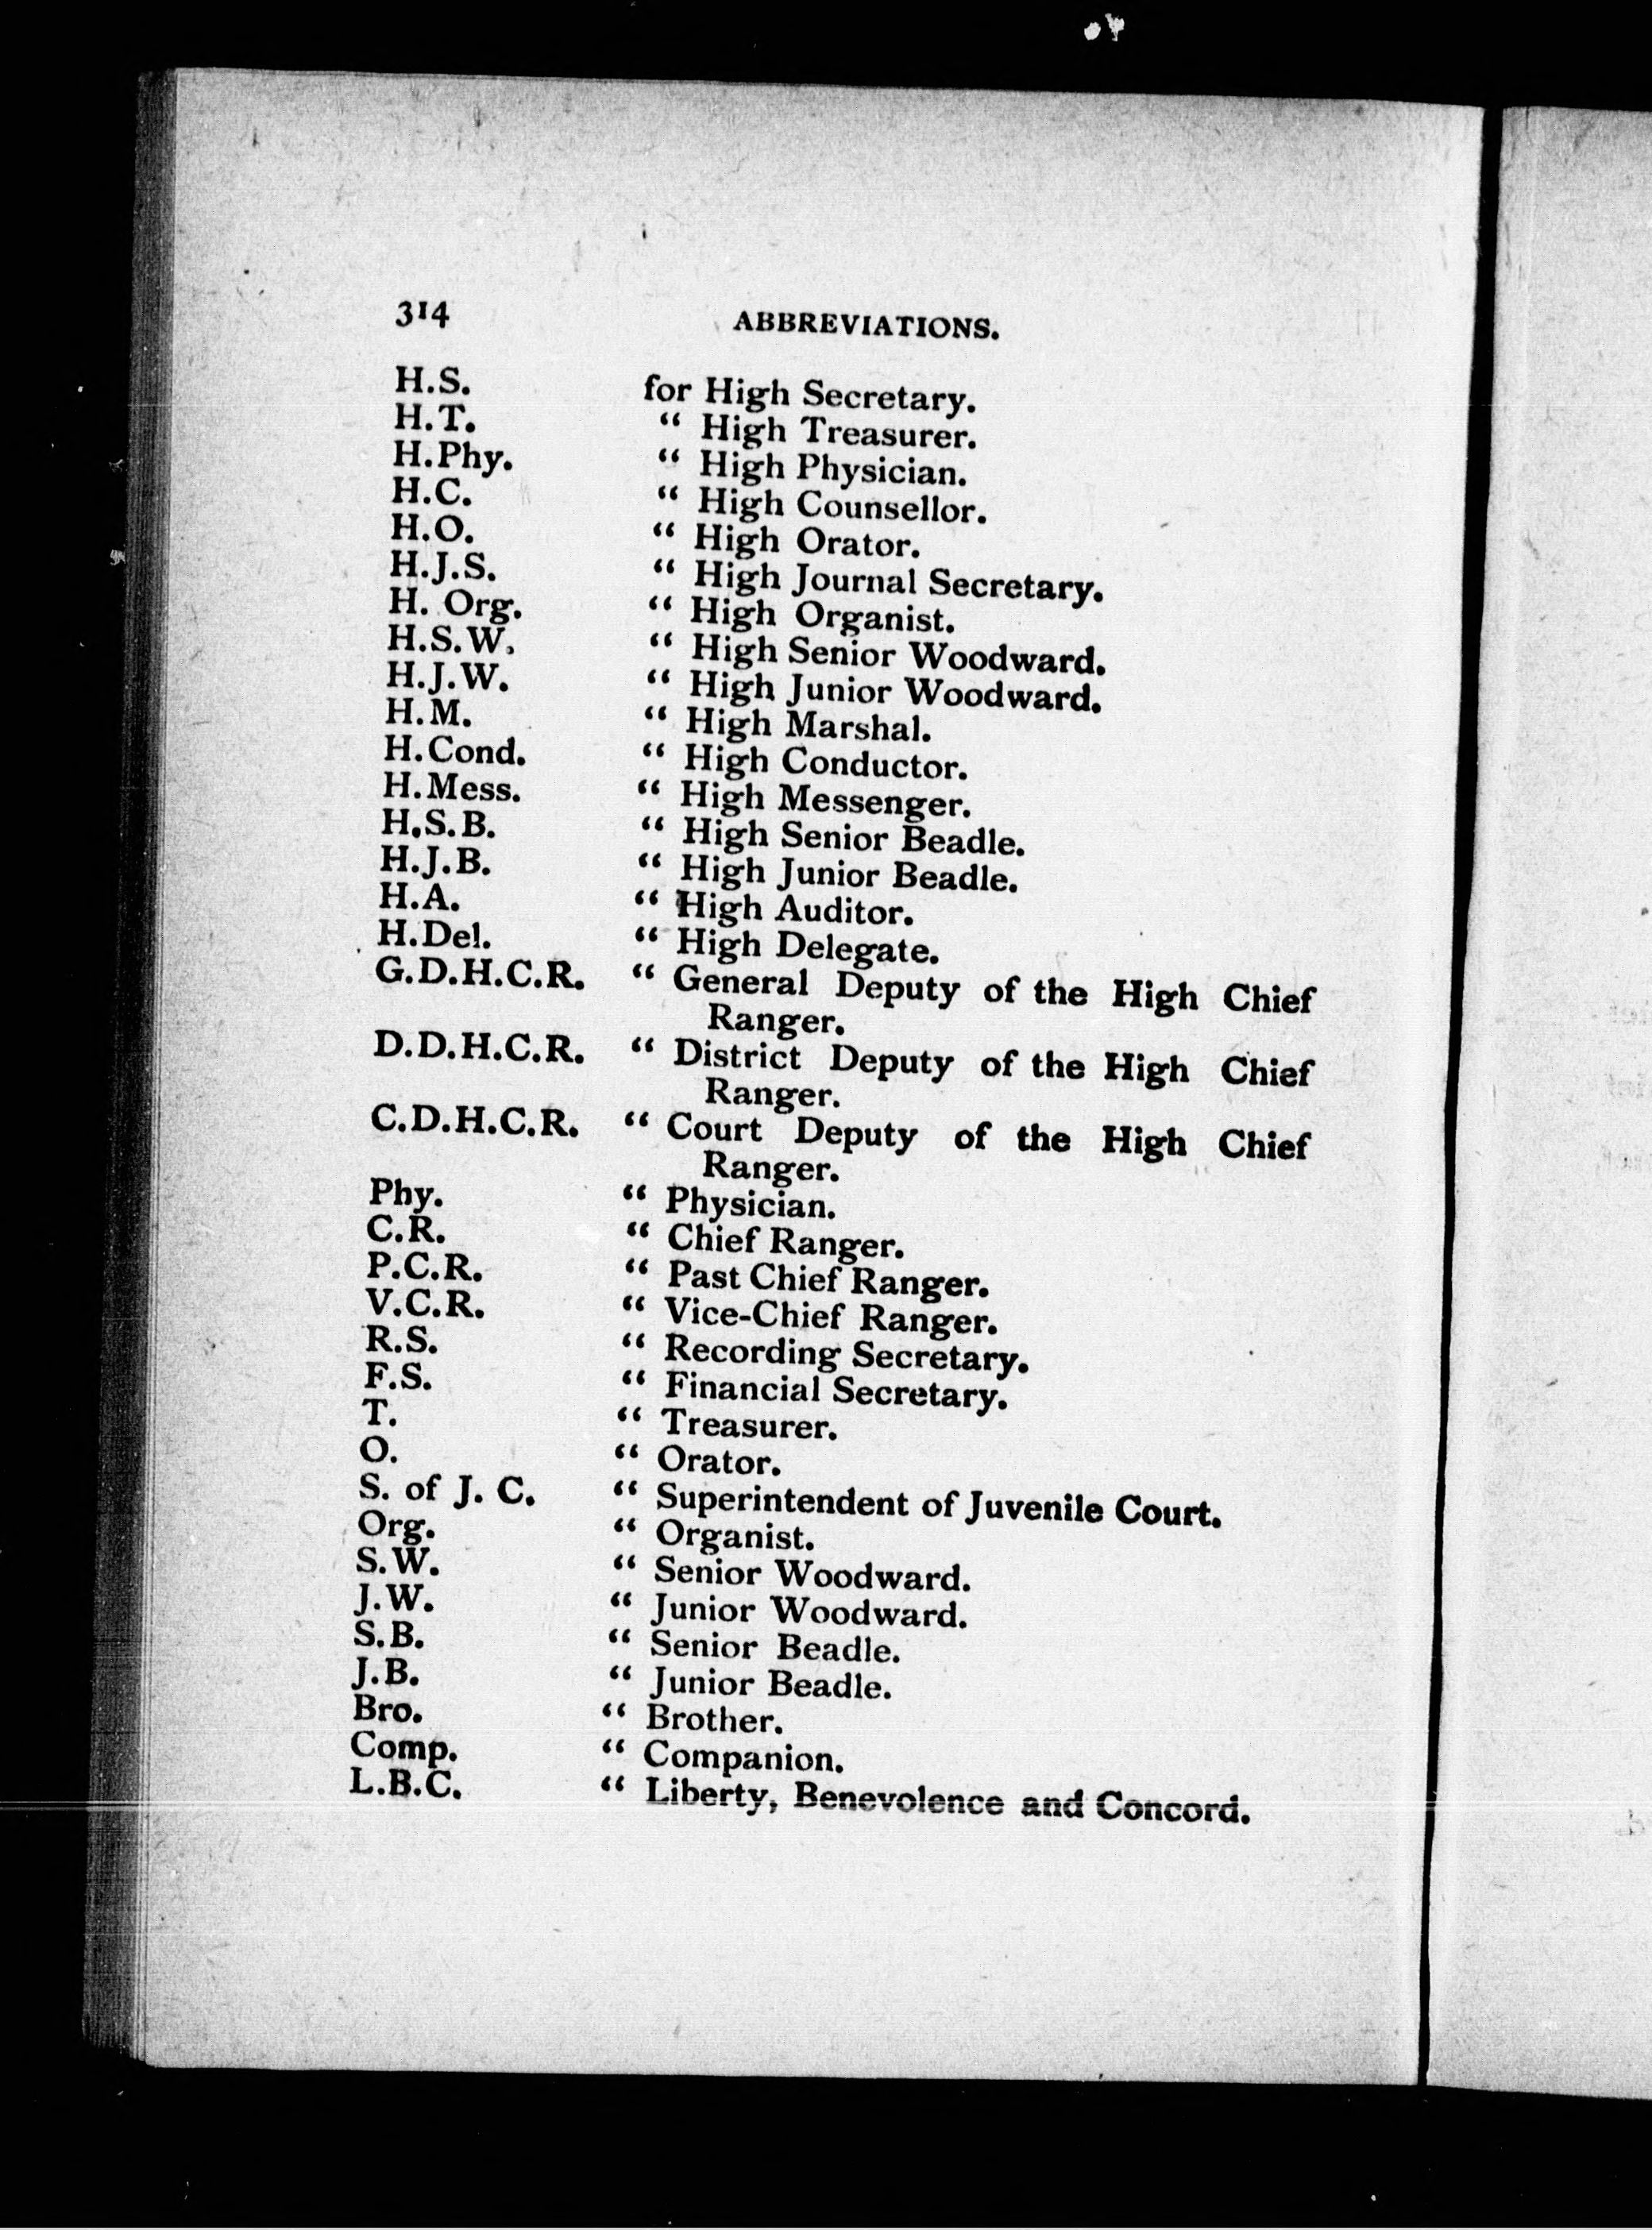 314 ABBREVIATIONS.
H.S. for High Secretary.
H.T. “ High Treasurer.
H.Phy. “ High Physician.
H.C. “ High Counsellor.
H.O. “ High Orator.
H.J.S. “ High Journal Secretary.
H. Org. “ High Organist.
H.S.W. “ High Senior Woodward.
H.J.W. “ High Junior Woodward.
H.M. “ High Marshal.
H.Cond. “ High Conductor.
H.Mess. “ High Messenger.
H.S.B. “ High Senior Beadle.
H.J.B. “ High Junior Beadle.
H.A. “ High Auditor.
H.Del. “ High Delegate.
G.D.H.C.R. “ General Deputy of the High Chief
Ranger.
D.D.H.C.R. “ District Deputy of the High Chief
Ranger.
C.D.H.C.R. “ Court Deputy of the High Chief
Ranger.
Phy. “ Physician.
C.R. “ Chief Ranger.
P.C.R. “ Past Chief Ranger.
V.C.R. “ Vice-Chief Ranger.
R.S. “ Recording Secretary.
F.S. “ Financial Secretary.
T. “ Treasurer.
O. “ Orator.
S. of J. C. “ Superintendent of Juvenile Court.
Org. “ Organist.
S.W. “ Senior Woodward.
J.W. “ Junior Woodward.
S.B. “ Senior Beadle.
J.B. “ Junior Beadle.
Bro. “ Brother.
Comp. “ Companion.
L.B.C. “ Liberty, Benevolence and Concord.